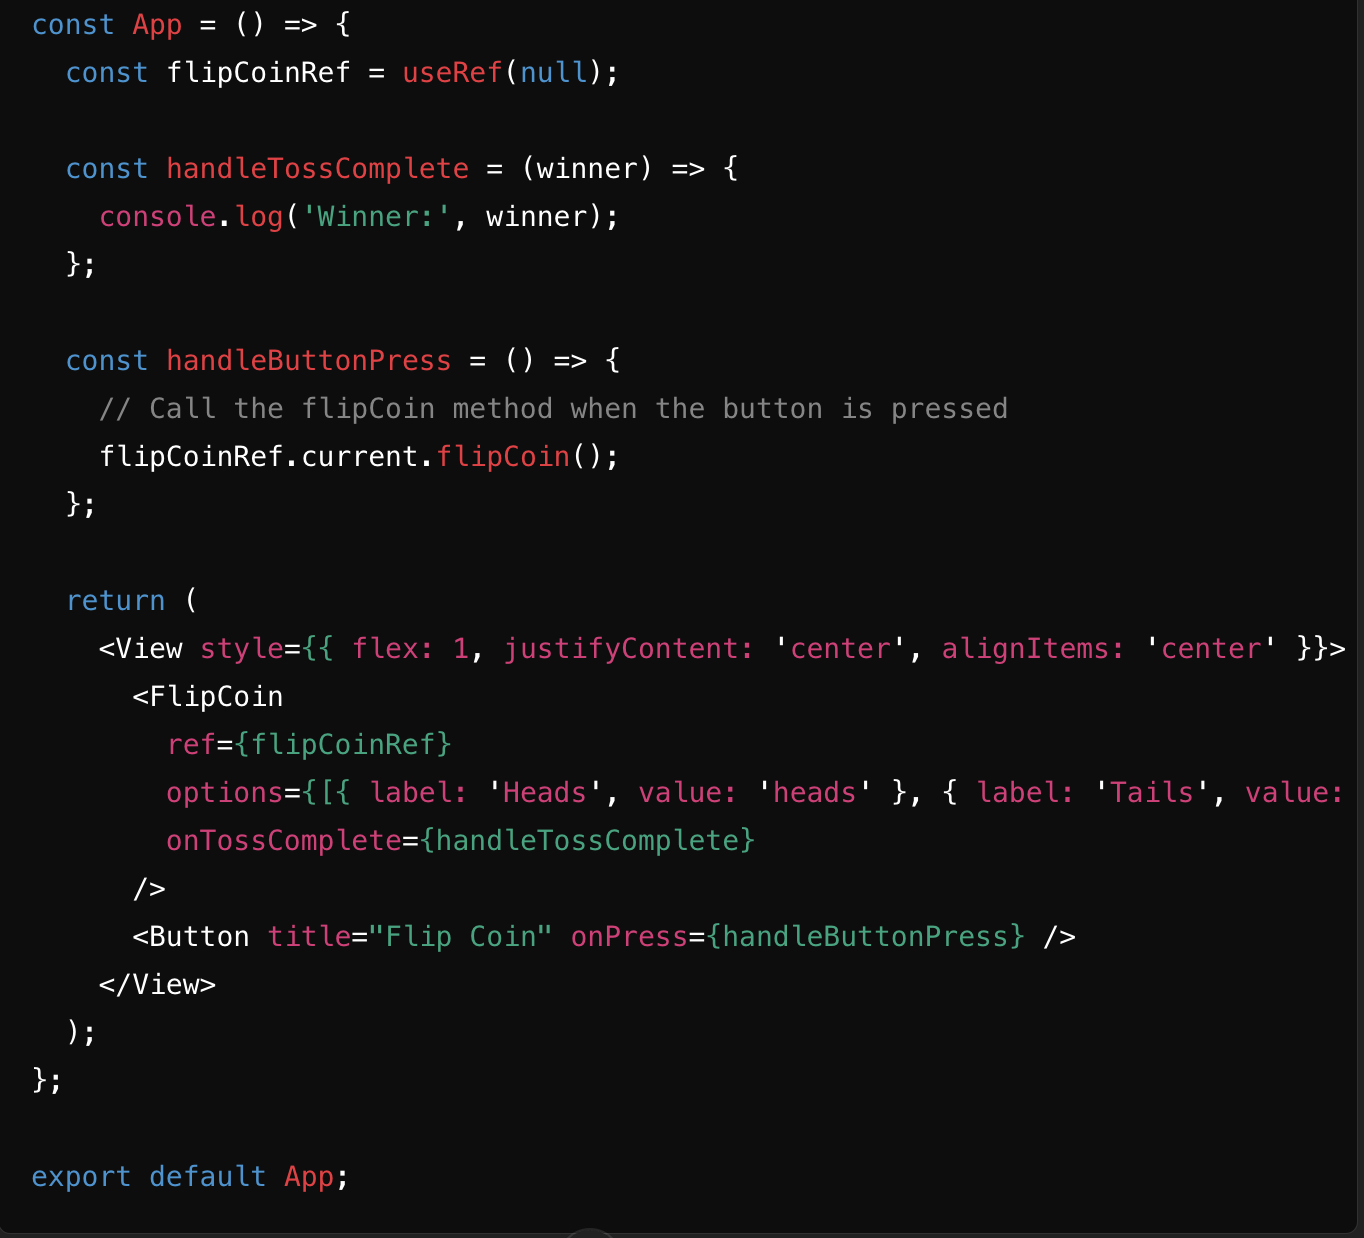 const App = () => {
  const flipCoinRef = useRef(null);

  const handleTossComplete = (winner) => {
    console.log('Winner:', winner);
  };

  const handleButtonPress = () => {
    // Call the flipCoin method when the button is pressed
    flipCoinRef.current.flipCoin();
  };

  return (
    <View style={{ flex: 1, justifyContent: 'center', alignItems: 'center' }}>
      <FlipCoin
        ref={flipCoinRef}
        options={[{ label: 'Heads', value: 'heads' }, { label: 'Tails', value:
        onTossComplete={handleTossComplete}
      />
      <Button title="Flip Coin" onPress={handleButtonPress} />
    </View>
  );
};

export default App;